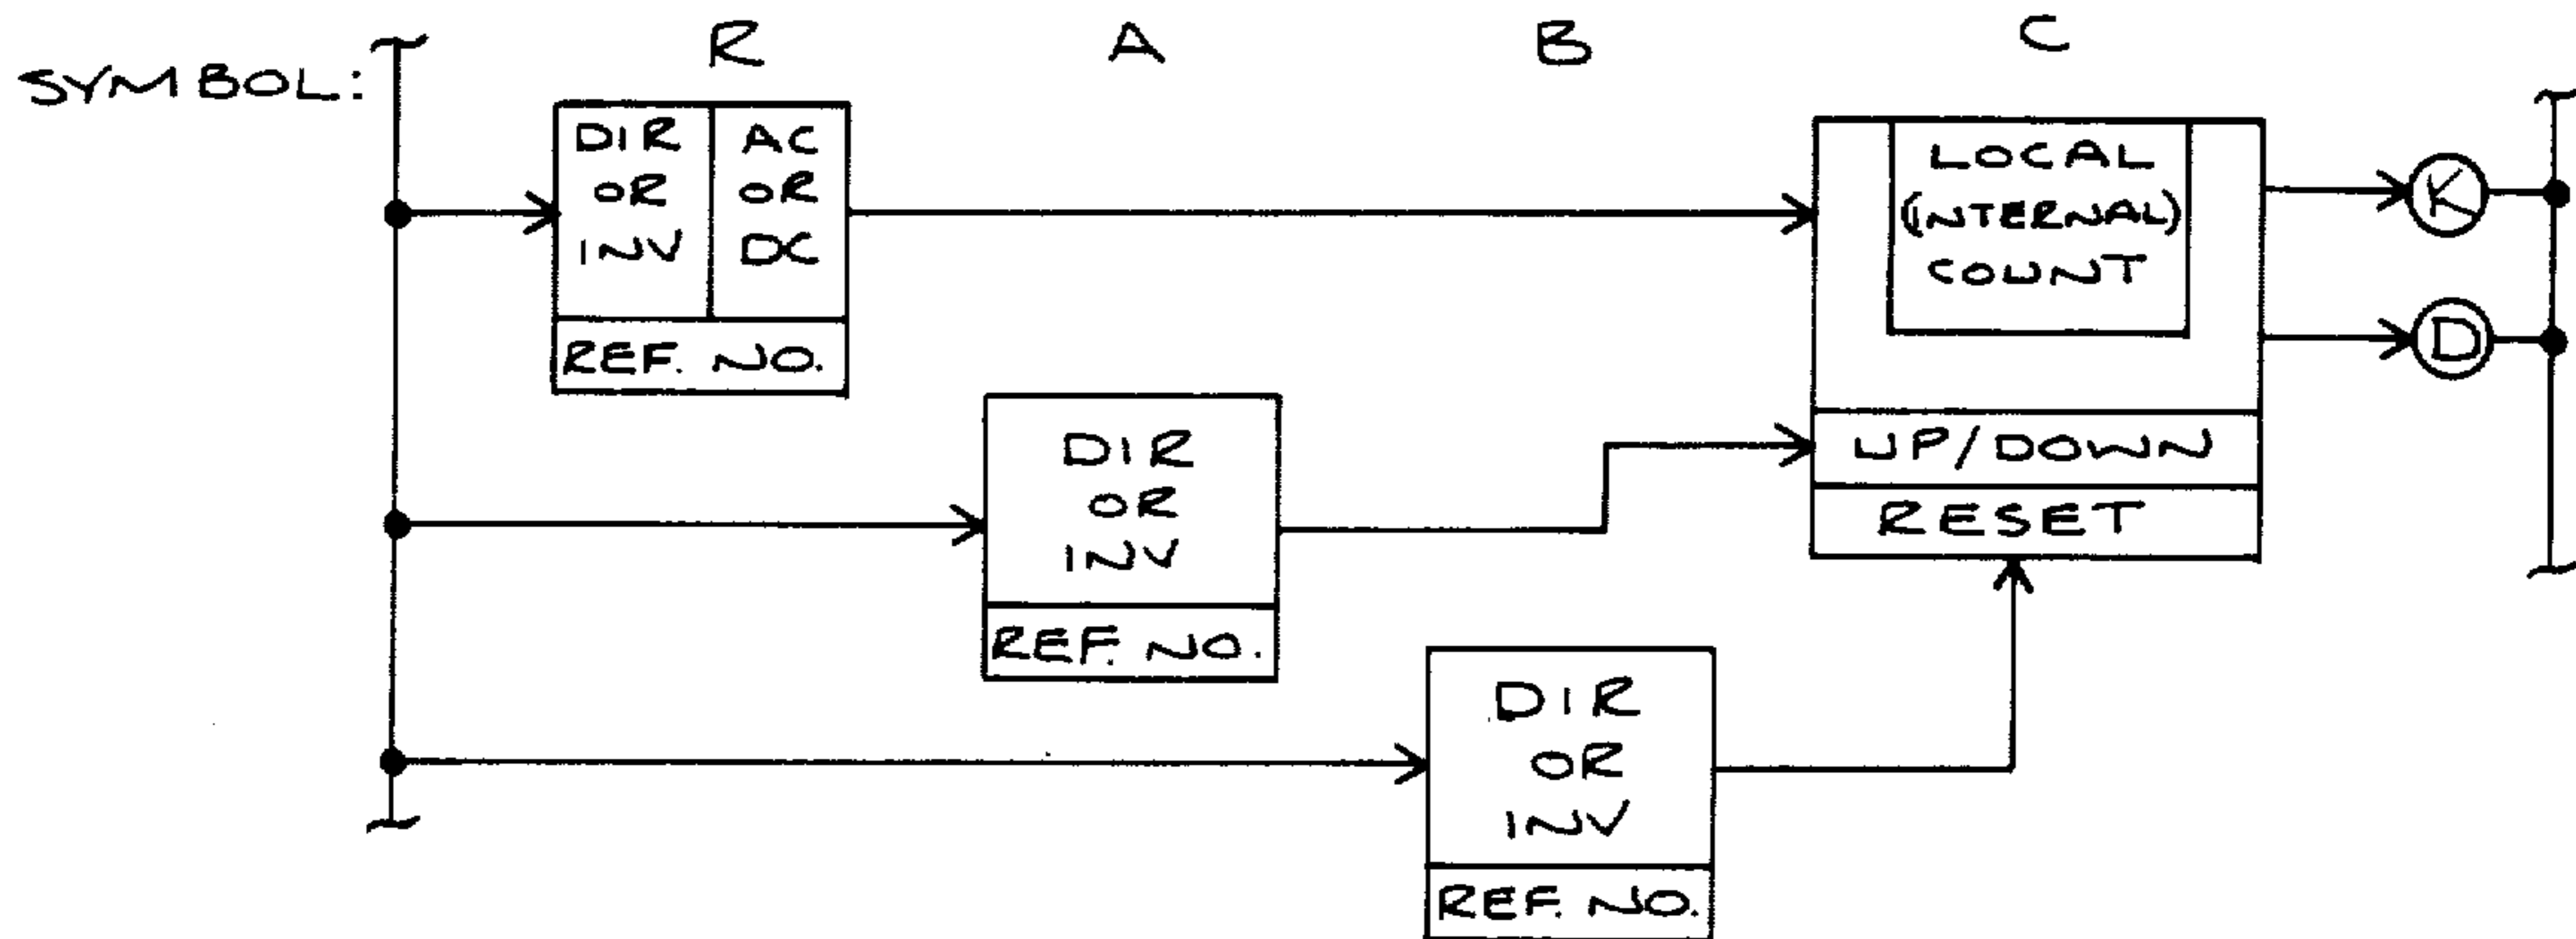 R A B C
SYMBOL:
DIR
OR
INV
AC
OR
DC
REF. NO.
LOCAL
(INTERNAL)
COUNT
K
D
UP/DOWN
RESET
DIR
OR
INV
REF. NO.
DIR
OR
INV
REF. NO.